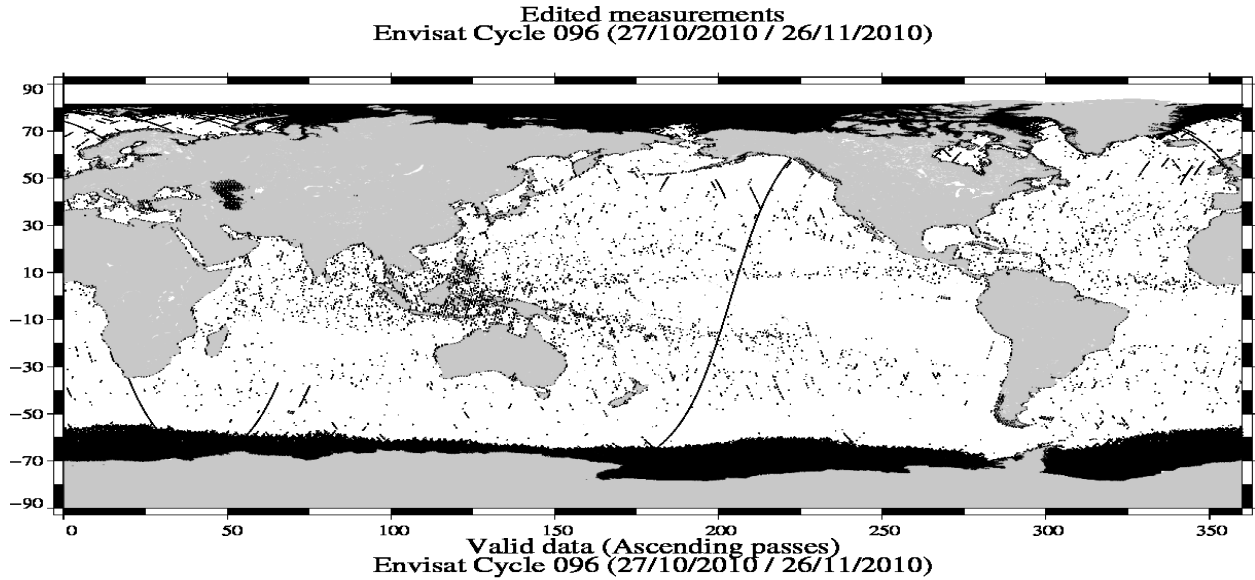 Edited measurements
Envisat Cycle 096 (27/10/2010 / 26/11/2010)
90
70
50
30
10
−10
−30
−50
−70
−90
0 50 100 150 200 250 300 350
Valid data (Ascending passes)
Envisat Cycle 096 (27/10/2010 / 26/11/2010)